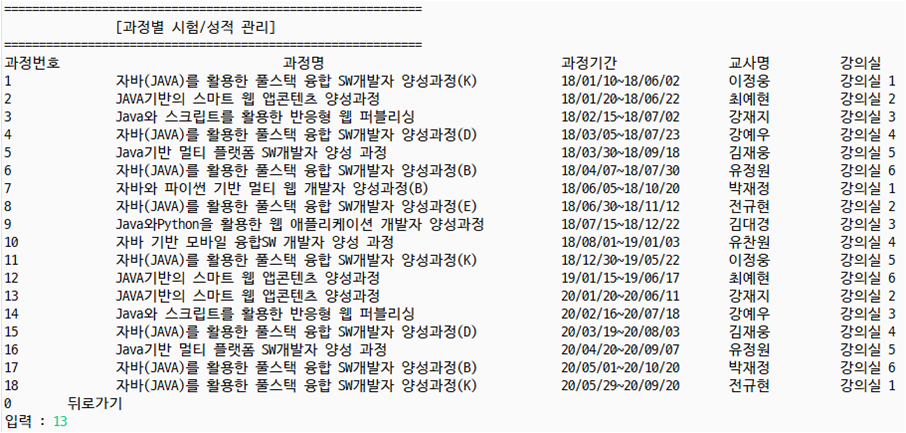 ============================================================
[과정별 시험/성적 관리]
============================================================
과정번호 과정명 과정기간 교사명 강의실
1 자바(JAVA)를 활용한 풀스택 융합 SW개발자 양성과정(K) 18/01/10~18/06/02 이정웅 강의실 1
2 JAVA기반의 스마트 웹 앱콘텐츠 양성과정 18/01/20~18/06/22 최예현 강의실 2
3 Java와 스크립트를 활용한 반응형 웹 퍼블리싱 18/02/15~18/07/02 강재지 강의실 3
4 자바(JAVA)를 활용한 풀스택 융합 SW개발자 양성과정(D) 18/03/05~18/07/23 강예우 강의실 4
5 Java기반 멀티 플랫폼 SW개발자 양성 과정 18/03/30~18/09/18 김재웅 강의실 5
6 자바(JAVA)를 활용한 풀스택 융합 SW개발자 양성과정(B) 18/04/07~18/07/30 유정원 강의실 6
7 자바와 파이썬 기반 멀티 웹 개발자 양성과정(B) 18/06/05~18/10/20 박재정 강의실 1
8 자바(JAVA)를 활용한 풀스택 융합 SW개발자 양성과정(E) 18/06/30~18/11/12 전규현 강의실 2
9 Java와Python을 활용한 웹 애플리케이션 개발자 양성과정 18/07/15~18/12/22 김대경 강의실 3
10 자바 기반 모바일 융합SW 개발자 양성 과정 18/08/01~19/01/03 유찬원 강의실 4
11 자바(JAVA)를 활용한 풀스택 융합 SW개발자 양성과정(K) 18/12/30~19/05/22 이정웅 강의실 5
12 JAVA기반의 스마트 웹 앱콘텐츠 양성과정 19/01/15~19/06/17 최예현 강의실 6
13 JAVA기반의 스마트 웹 앱콘텐츠 양성과정 20/01/20~20/06/11 강재지 강의실 2
14 Java와 스크립트를 활용한 반응형 웹 퍼블리싱 20/02/16~20/07/18 강예우 강의실 3
15 자바(JAVA)를 활용한 풀스택 융합 SW개발자 양성과정(D) 20/03/19~20/08/03 김재웅 강의실 4
16 Java기반 멀티 플랫폼 SW개발자 양성 과정 20/04/20~20/09/07 유정원 강의실 5
17 자바(JAVA)를 활용한 풀스택 융합 SW개발자 양성과정(B) 20/05/01~20/10/20 박재정 강의실 6
18 자바(JAVA)를 활용한 풀스택 융합 SW개발자 양성과정(K) 20/05/29~20/09/20 전규현 강의실 1
0 뒤로가기
입력 : 13